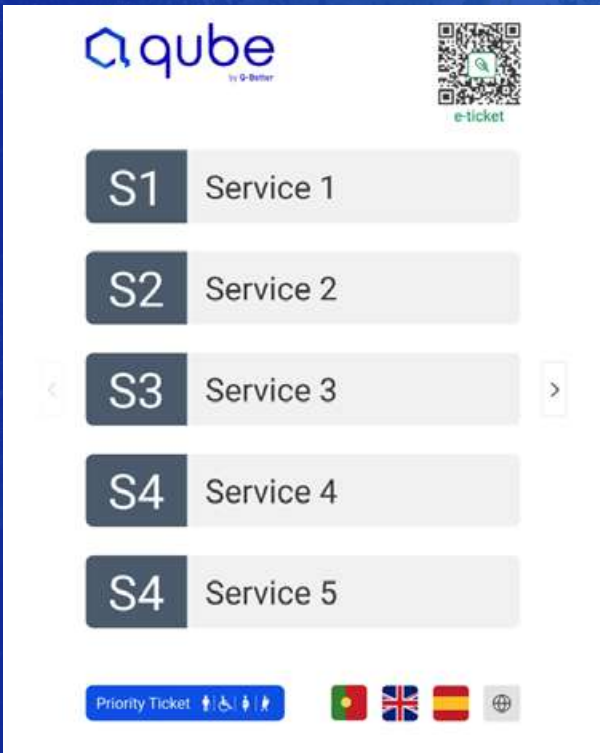 qube
by Q-Better
e-ticket
S1 Service 1
S2 Service 2
S3 Service 3
S4 Service 4
S4 Service 5
Priority Ticket